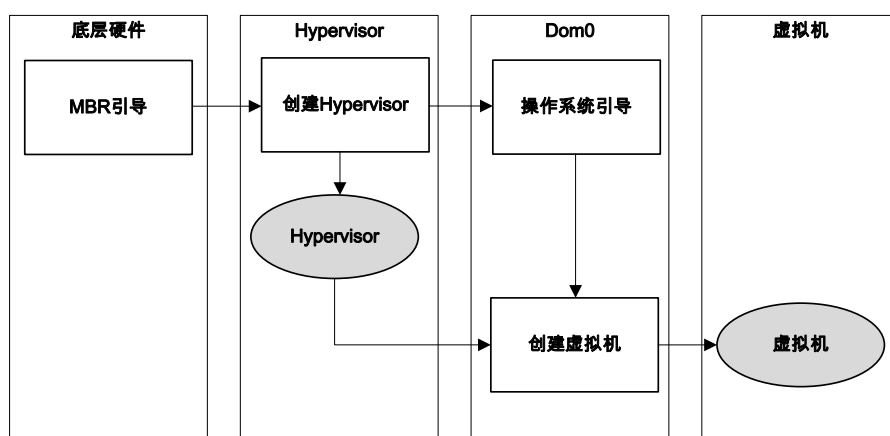 底层硬件
Hypervisor
Dom0
虚拟机
MBR引导
创建Hypervisor
操作系统引导
Hypervisor
创建虚拟机
虚拟机